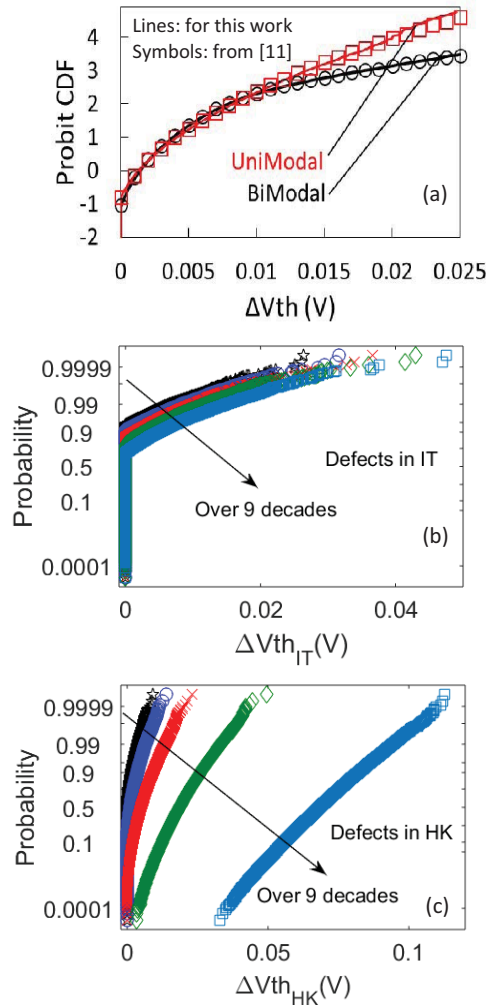 (a)
Lines: for this work
Symbols: from [11]
Probit CDF
4
3
2
1
0
-1
-2
UniModal
BiModal
0 0.005 0.01 0.015 0.02 0.025
ΔVth (V)
(b)
Probability
0.9999
0.99
0.9
0.5
0.1
0.0001
Defects in IT
Over 9 decades
0 0.02 0.04
ΔVth_IT(V)
(c)
Probability
0.9999
0.99
0.9
0.5
0.1
0.0001
Defects in HK
Over 9 decades
0 0.05 0.1
ΔVth_HK(V)